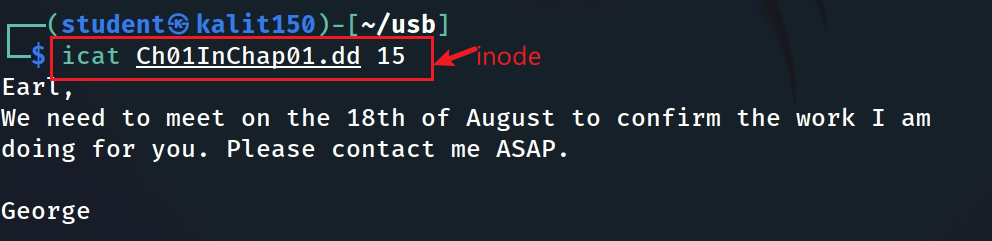 (student㉿kalit150)-[~/usb]
$ icat Ch01InChap01.dd 15
inode
Earl,
We need to meet on the 18th of August to confirm the work I am
doing for you. Please contact me ASAP.
George